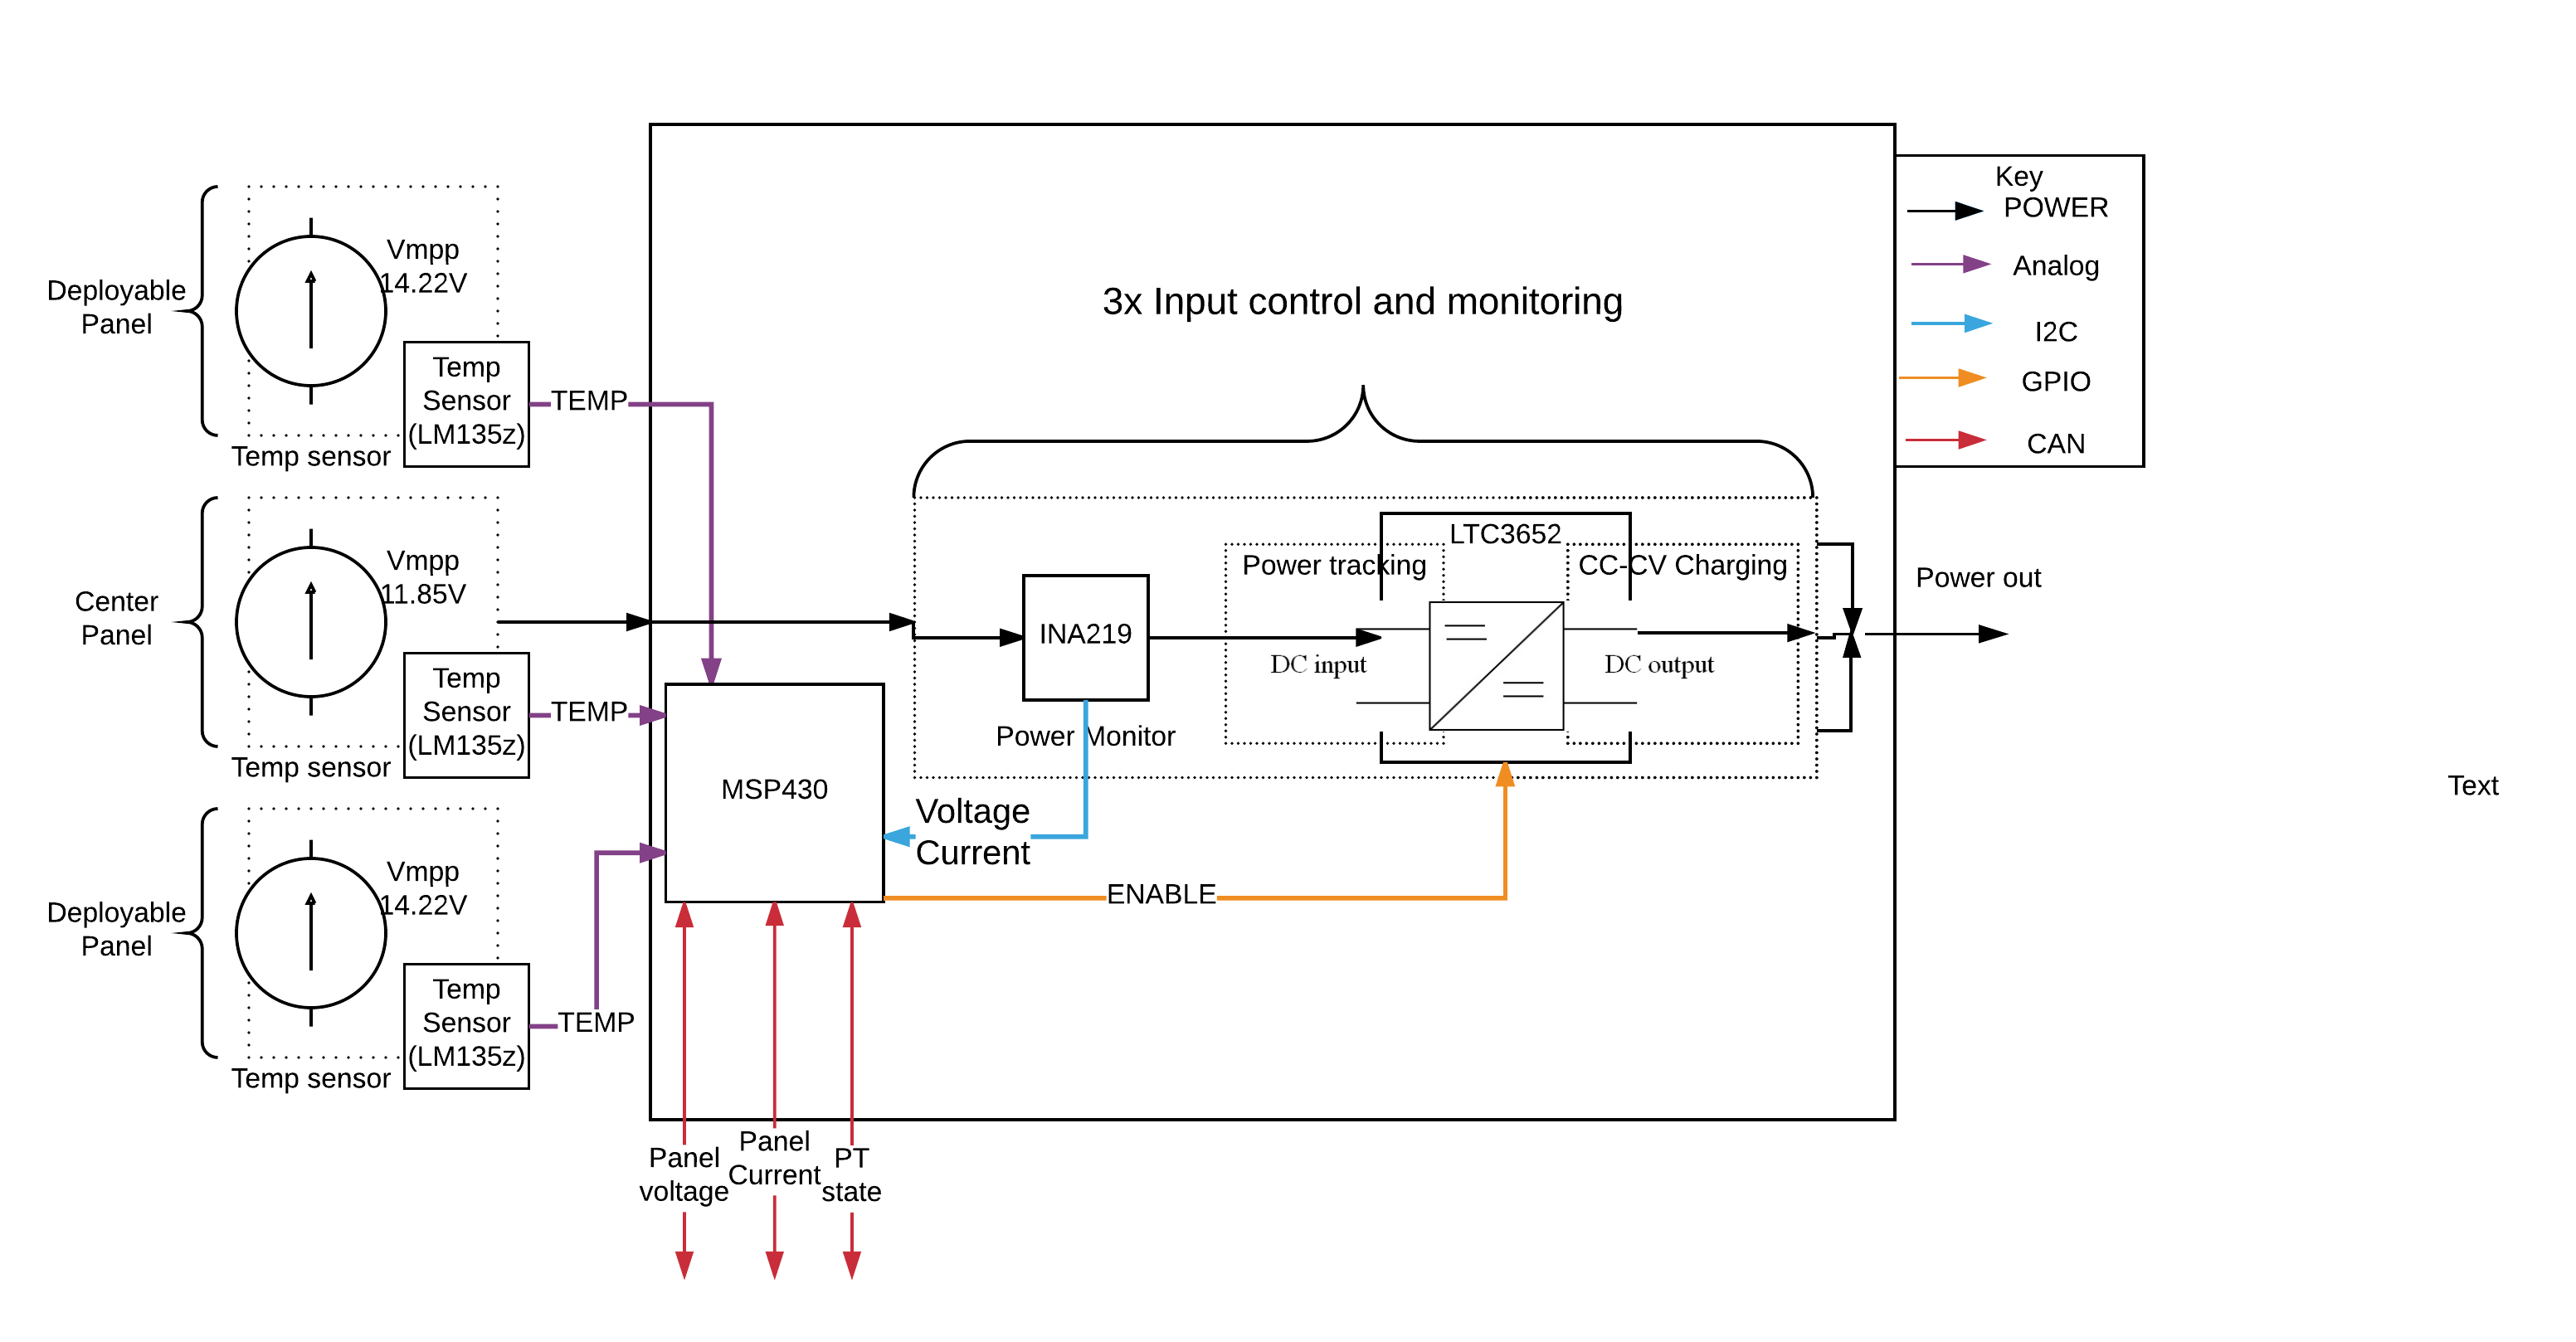 Key
POWER
Analog
I2C
GPIO
CAN
Deployable
Panel
Vmpp
14.22V
Temp
Sensor
(LM135z)
Temp sensor
TEMP
3x Input control and monitoring
Center
Panel
Vmpp
11.85V
Temp
Sensor
(LM135z)
Temp sensor
TEMP
LTC3652
Power tracking
CC-CV Charging
INA219
DC input
DC output
Power Monitor
Power out
Text
MSP430
Voltage
Current
ENABLE
Deployable
Panel
Vmpp
14.22V
Temp
Sensor
(LM135z)
Temp sensor
TEMP
Panel
voltage
Panel
Current
PT
state